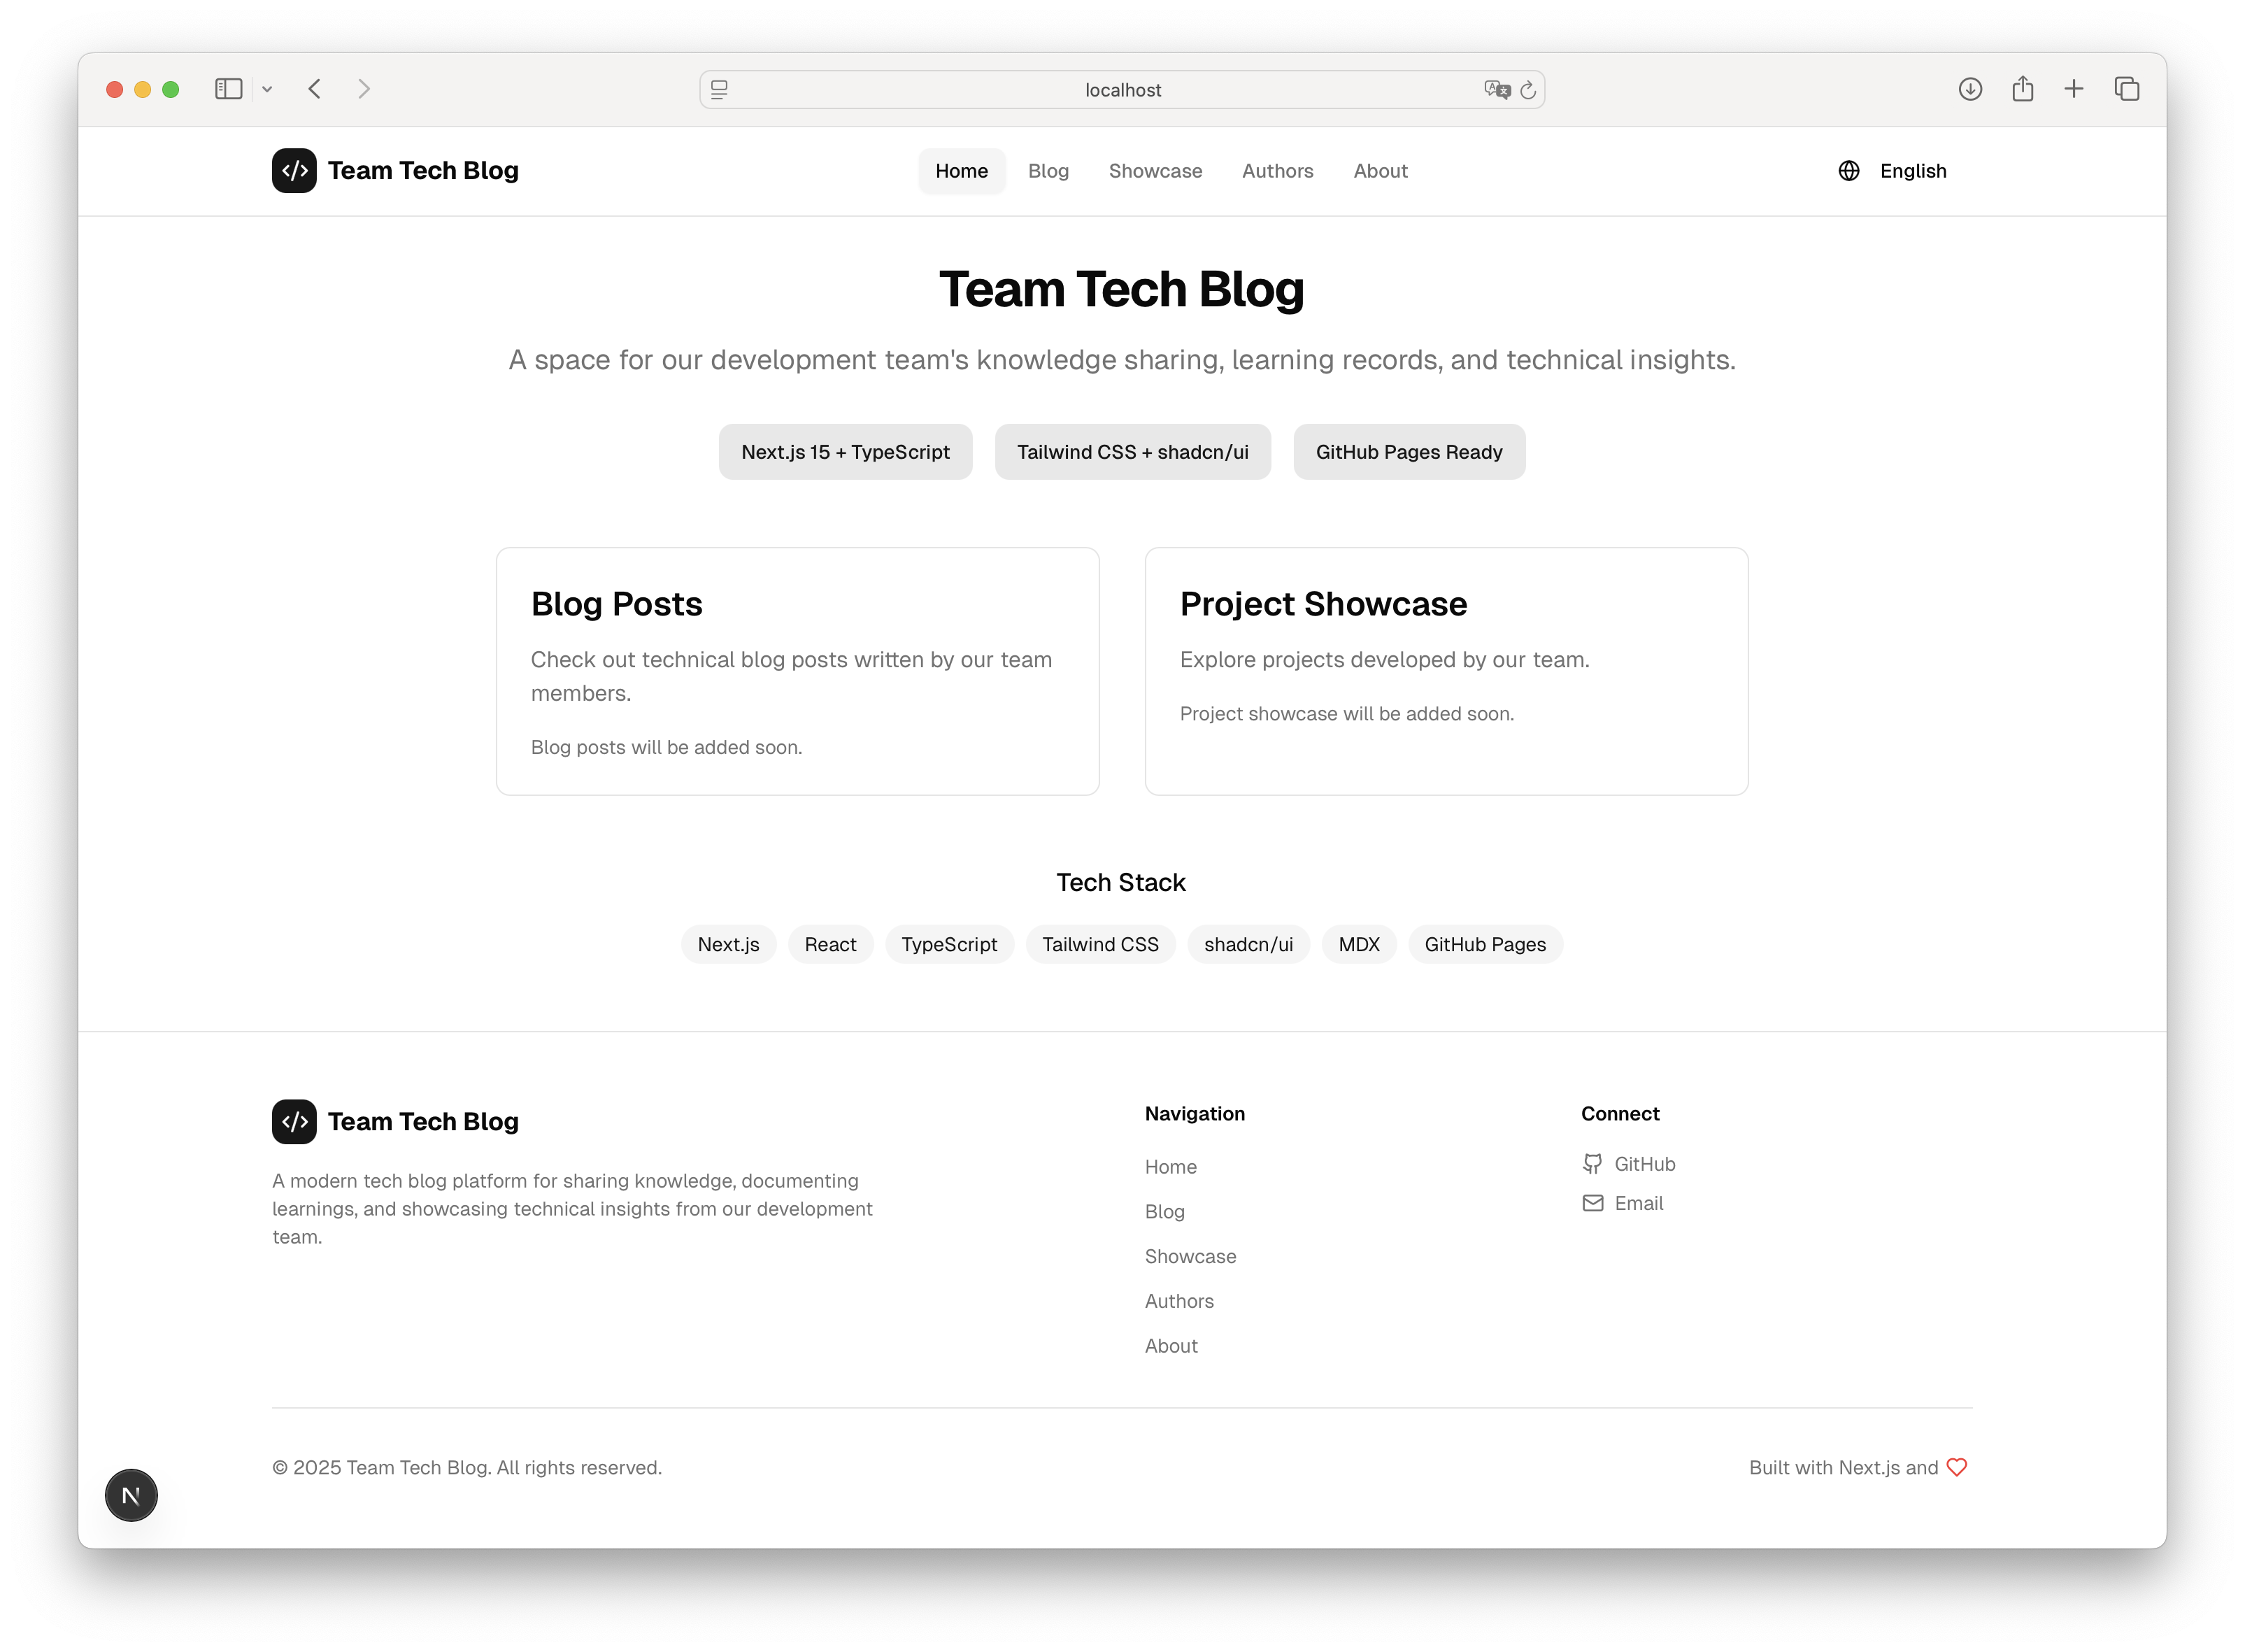 localhost
Team Tech Blog
Home
Blog
Showcase
Authors
About
English
Team Tech Blog
A space for our development team's knowledge sharing, learning records, and technical insights.
Next.js 15 + TypeScript
Tailwind CSS + shadcn/ui
GitHub Pages Ready
Blog Posts
Check out technical blog posts written by our team
members.
Blog posts will be added soon.
Project Showcase
Explore projects developed by our team.
Project showcase will be added soon.
Tech Stack
Next.js
React
TypeScript
Tailwind CSS
shadcn/ui
MDX
GitHub Pages
Team Tech Blog
A modern tech blog platform for sharing knowledge, documenting
learnings, and showcasing technical insights from our development
team.
Navigation
Home
Blog
Showcase
Authors
About
Connect
GitHub
Email
© 2025 Team Tech Blog. All rights reserved.
Built with Next.js and
N